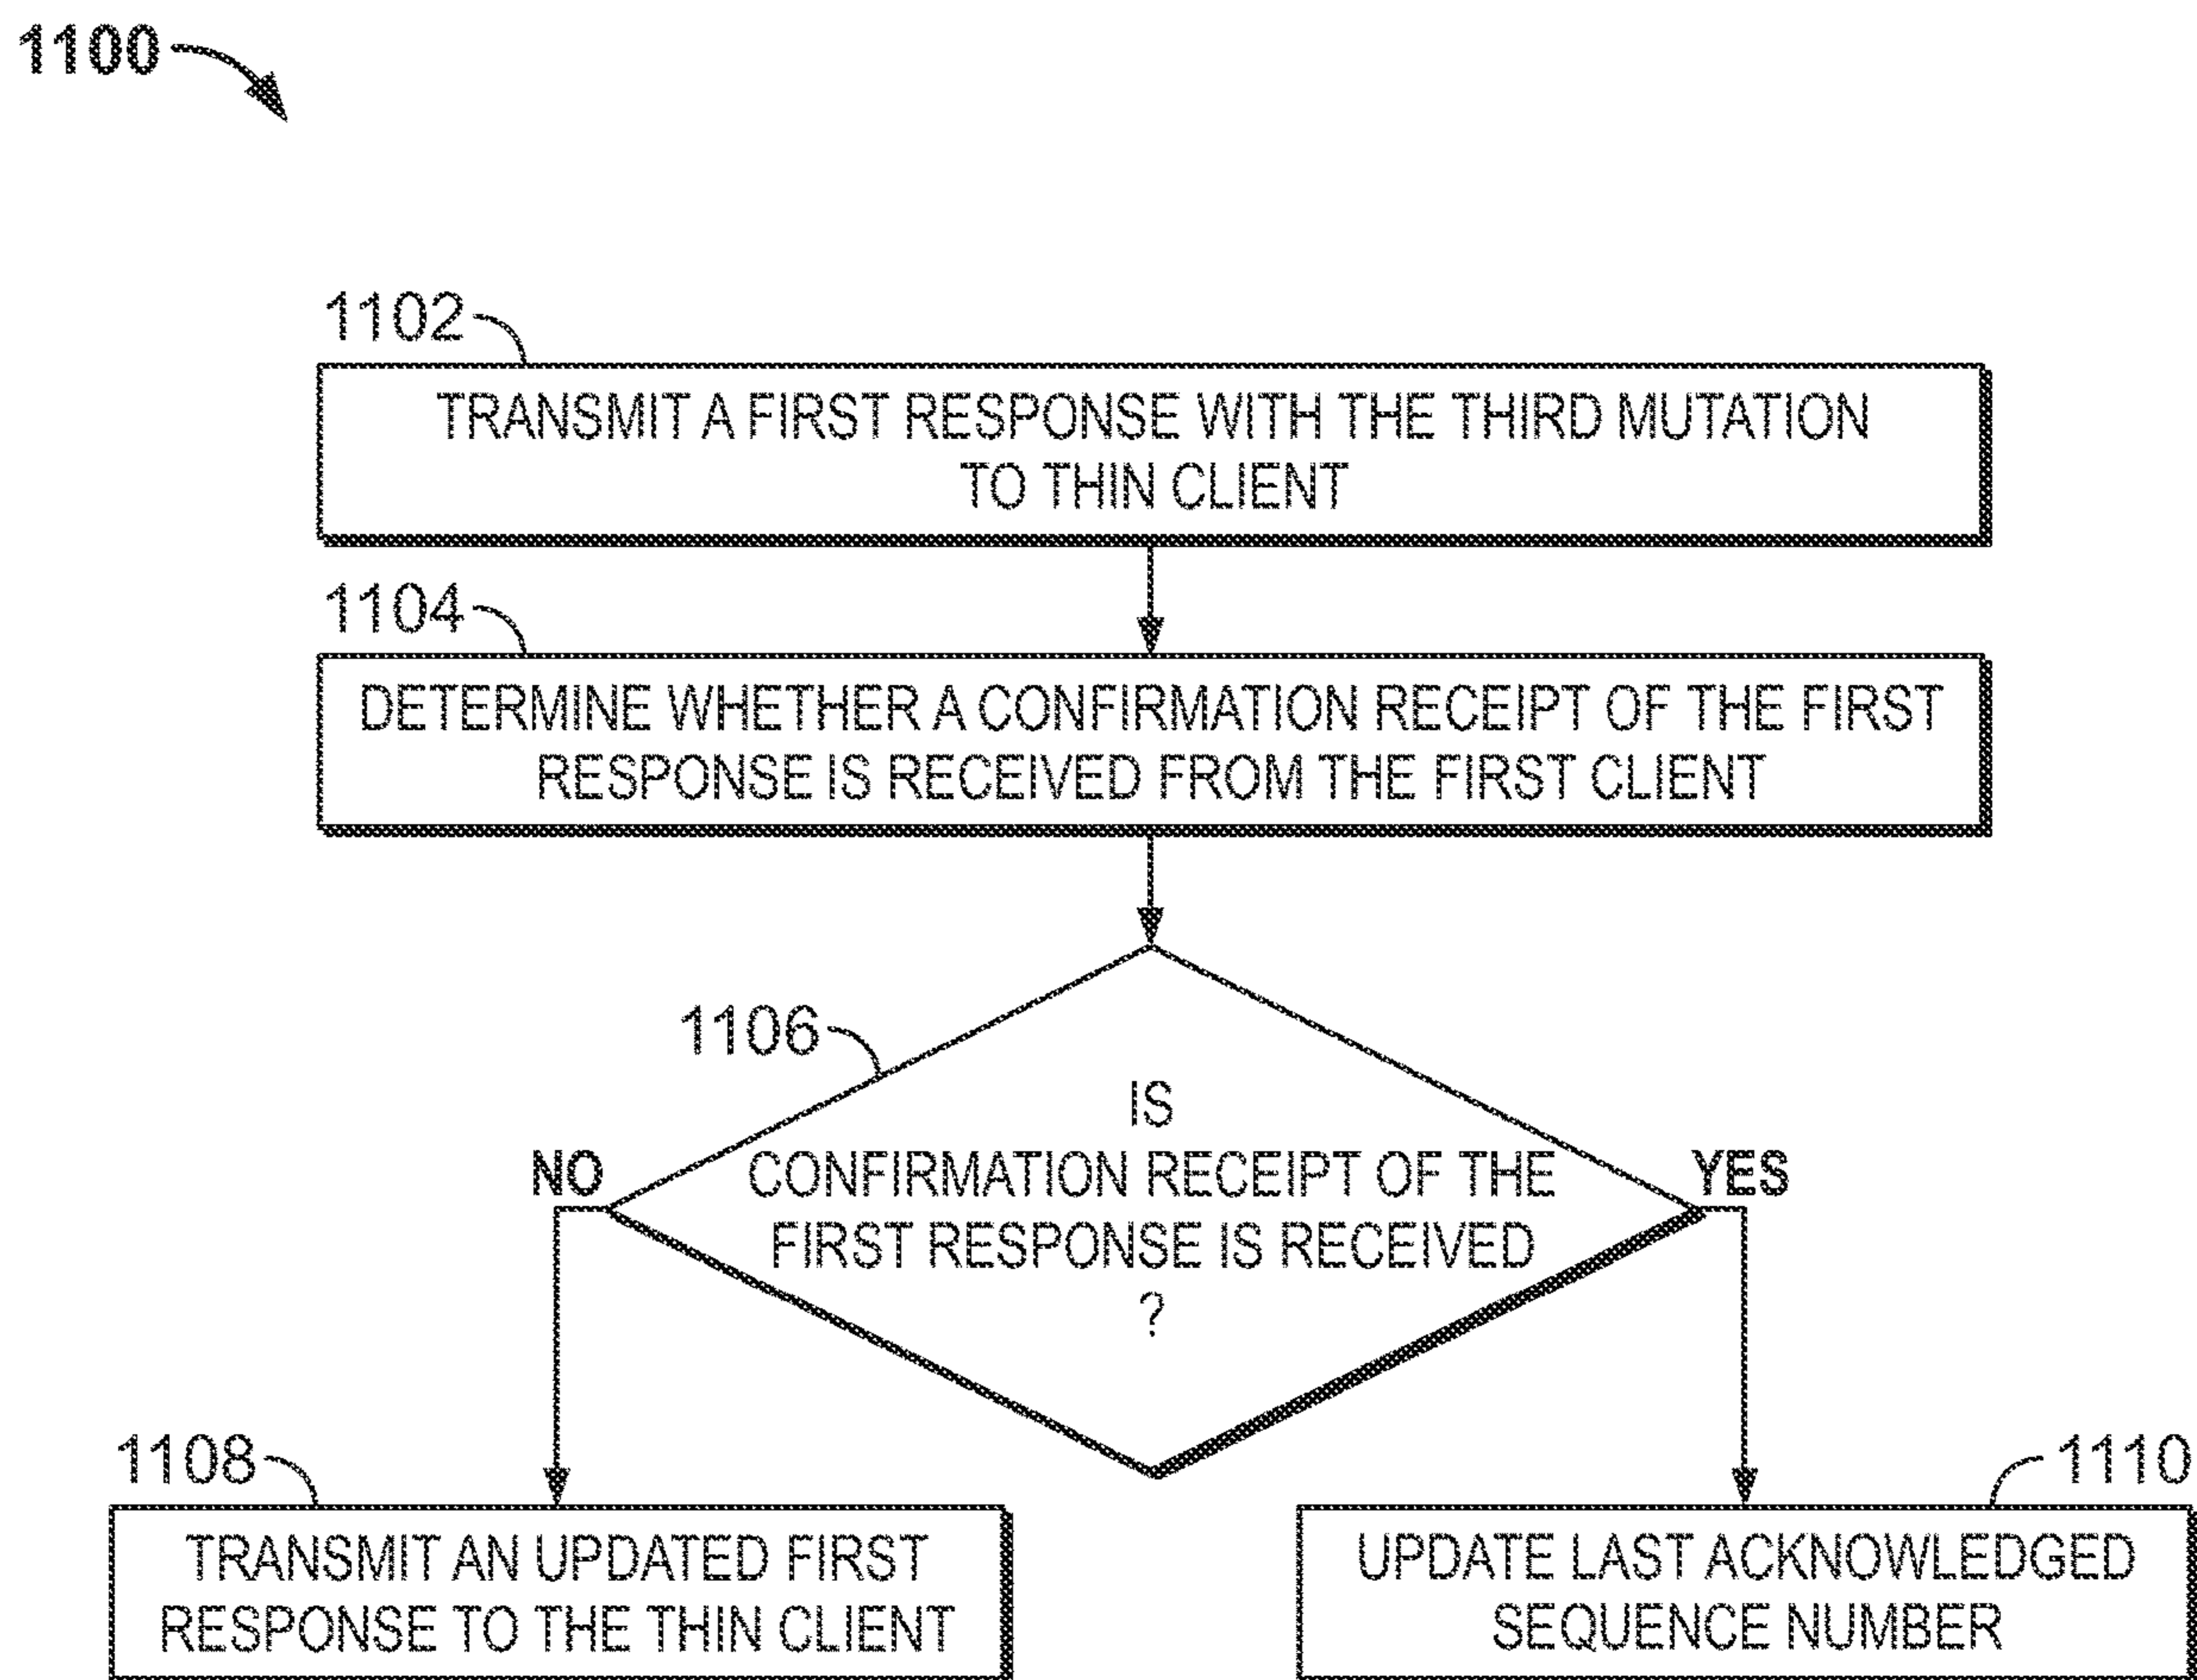 1100
1102
TRANSMIT A FIRST RESPONSE WITH THE THIRD MUTATION
TO THIN CLIENT
1104
DETERMINE WHETHER A CONFIRMATION RECEIPT OF THE FIRST
RESPONSE IS RECEIVED FROM THE FIRST CLIENT
1106
IS
CONFIRMATION RECEIPT OF THE
FIRST RESPONSE IS RECEIVED
?
NO
YES
1108
TRANSMIT AN UPDATED FIRST
RESPONSE TO THE THIN CLIENT
1110
UPDATE LAST ACKNOWLEDGED
SEQUENCE NUMBER